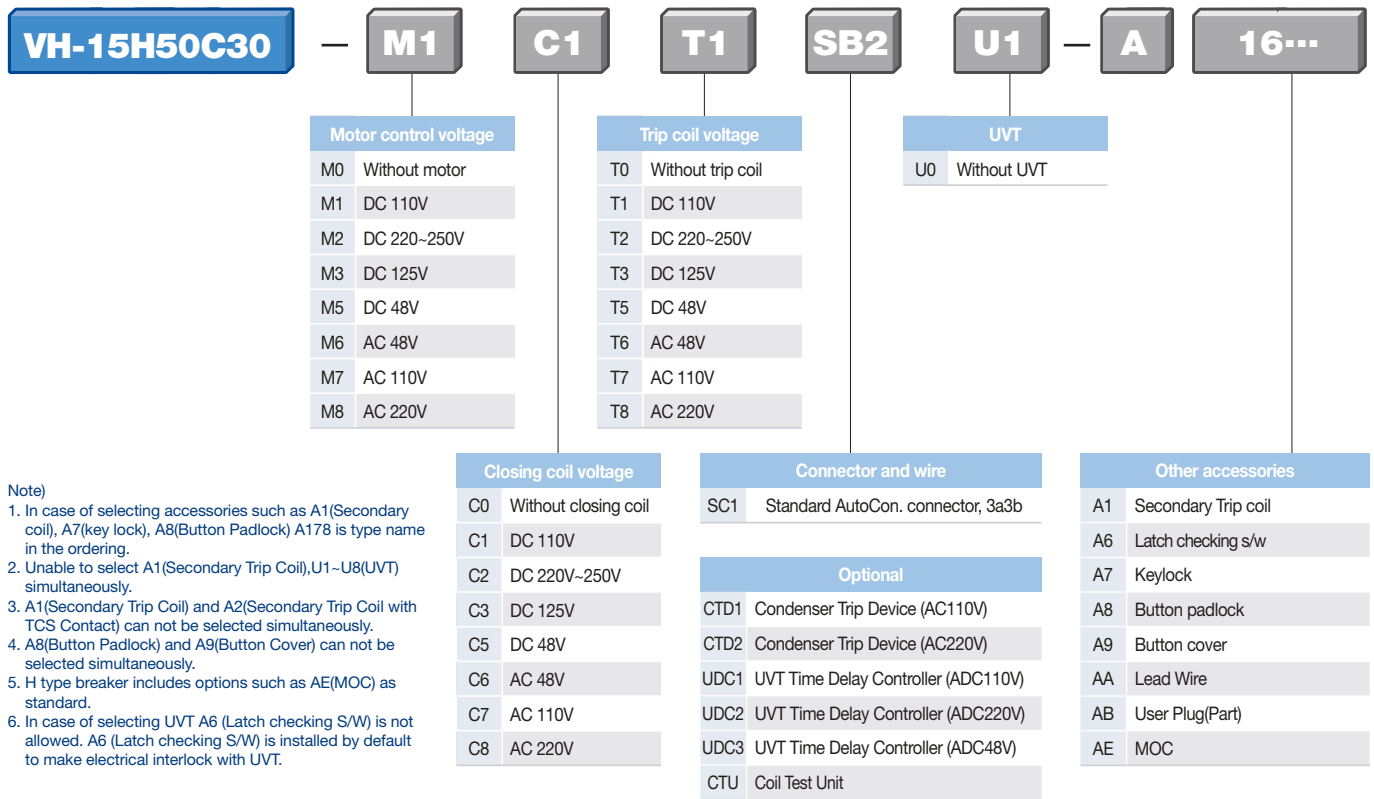 VH-15H50C30 – M1 C1 T1 SB2 U1 – A 16···
Motor control voltage
M0 Without motor
M1 DC 110V
M2 DC 220~250V
M3 DC 125V
M5 DC 48V
M6 AC 48V
M7 AC 110V
M8 AC 220V
Trip coil voltage
T0 Without trip coil
T1 DC 110V
T2 DC 220~250V
T3 DC 125V
T5 DC 48V
T6 AC 48V
T7 AC 110V
T8 AC 220V
UVT
U0 Without UVT
Note)
1. In case of selecting accessories such as A1(Secondary
coil), A7(key lock), A8(Button Padlock) A178 is type name
in the ordering.
2. Unable to select A1(Secondary Trip Coil),U1~U8(UVT)
simultaneously.
3. A1(Secondary Trip Coil) and A2(Secondary Trip Coil with
TCS Contact) can not be selected simultaneously.
4. A8(Button Padlock) and A9(Button Cover) can not be
selected simultaneously.
5. H type breaker includes options such as AE(MOC) as
standard.
6. In case of selecting UVT A6 (Latch checking S/W) is not
allowed. A6 (Latch checking S/W) is installed by default
to make electrical interlock with UVT.
Closing coil voltage
C0 Without closing coil
C1 DC 110V
C2 DC 220V~250V
C3 DC 125V
C5 DC 48V
C6 AC 48V
C7 AC 110V
C8 AC 220V
Connector and wire
SC1 Standard AutoCon. connector, 3a3b
Optional
CTD1 Condenser Trip Device (AC110V)
CTD2 Condenser Trip Device (AC220V)
UDC1 UVT Time Delay Controller (ADC110V)
UDC2 UVT Time Delay Controller (ADC220V)
UDC3 UVT Time Delay Controller (ADC48V)
CTU Coil Test Unit
Other accessories
A1 Secondary Trip coil
A6 Latch checking s/w
A7 Keylock
A8 Button padlock
A9 Button cover
AA Lead Wire
AB User Plug(Part)
AE MOC